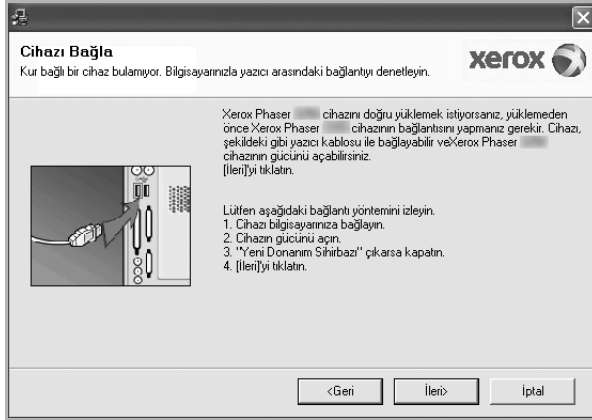 Cihazı Bağla
Kur bağlı bir cihaz bulamıyor. Bilgisayarınızla yazıcı arasındaki bağlantıyı denetleyin.
xerox
Xerox Phaser cihazını doğru yüklemek istiyorsanız, yüklemeden
önce Xerox Phaser cihazının bağlantısını yapmanız gerekir. Cihazı,
şekildeki gibi yazıcı kablosu ile bağlayabilir veXerox Phaser
cihazının gücünü açabilirsiniz.
[İleri]'yi tıklatın.
Lütfen aşağıdaki bağlantı yöntemini izleyin.
1. Cihazı bilgisayarınıza bağlayın.
2. Cihazın gücünü açın.
3. "Yeni Donanım Sihirbazı" çıkarsa kapatın.
4. [İleri]'yi tıklatın.
<Geri
İleri>
İptal